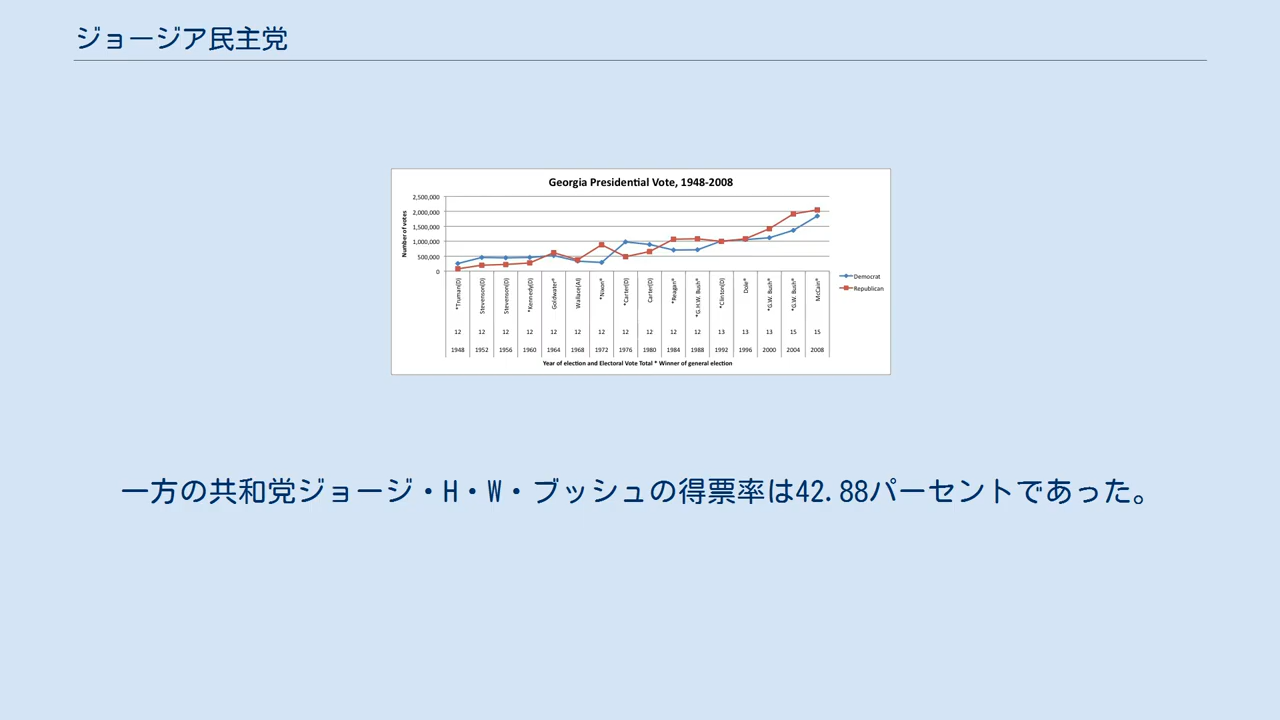 ジョージア民主党
Georgia Presidential Vote, 1948-2008
Number of votes
2,500,000
2,000,000
1,500,000
1,000,000
500,000
0
*Truman(D) Stevenson(D) Stevenson(D) *Kennedy(D) Goldwater* Wallace(AI) *Nixon* *Carter(D) Carter(D) *Reagan* *G.H.W. Bush* *Clinton(D) Dole* *G.W. Bush* *G.W. Bush* McCain*
12 12 12 12 12 12 12 12 12 12 12 13 13 13 15 15
1948 1952 1956 1960 1964 1968 1972 1976 1980 1984 1988 1992 1996 2000 2004 2008
Year of election and Electoral Vote Total * Winner of general election
Democrat
Republican
一方の共和党ジョージ・H・W・ブッシュの得票率は42.88パーセントであった。